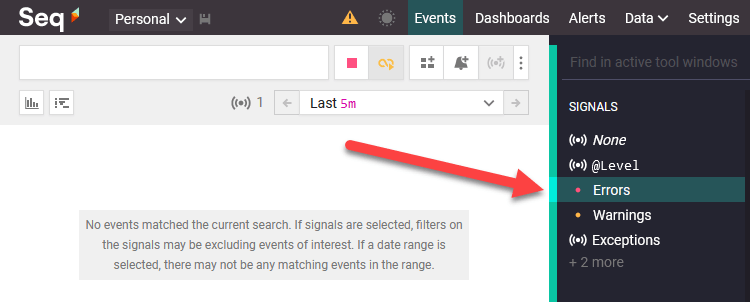 Seq
Personal
Events
Dashboards
Alerts
Data
Settings
Find in active tool windows
1
Last 5m
SIGNALS
None
@Level
Errors
Warnings
Exceptions
+ 2 more
No events matched the current search. If signals are selected, filters on
the signals may be excluding events of interest. If a date range is
selected, there may not be any matching events in the range.